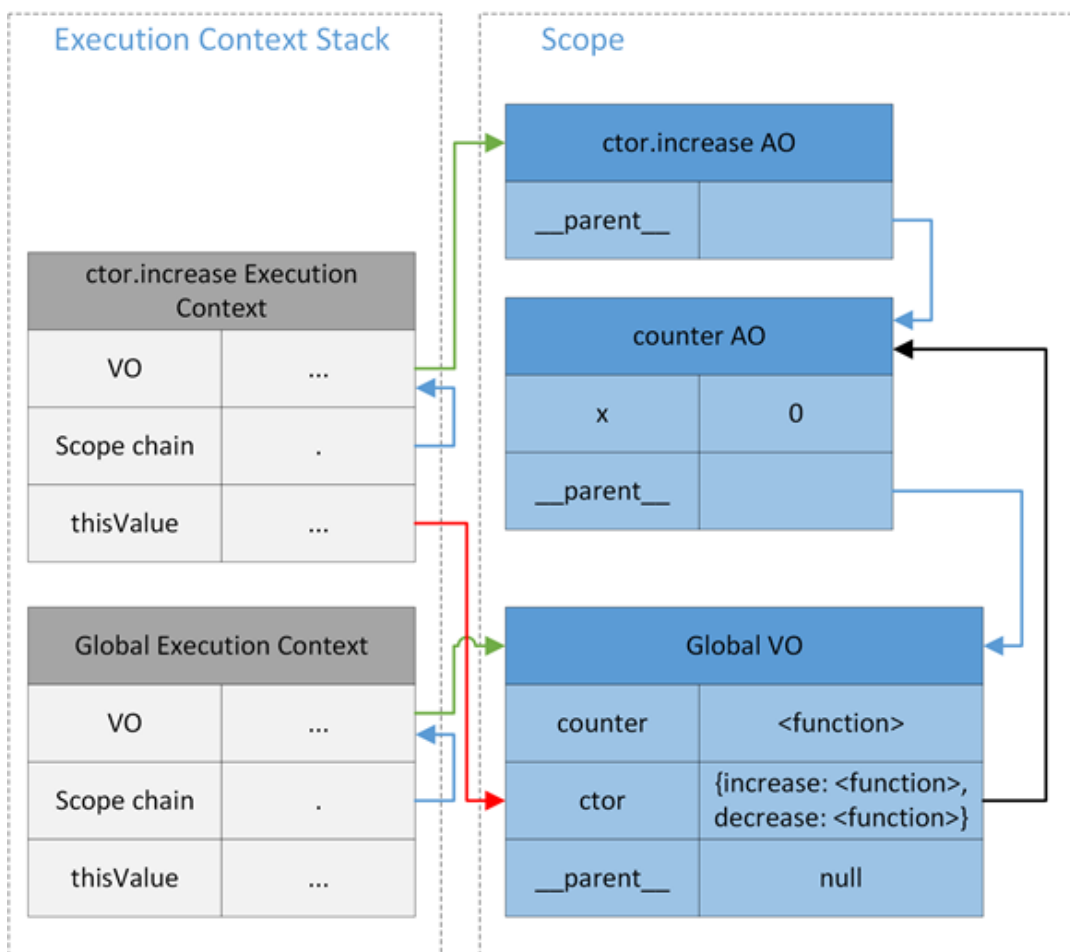 Execution Context Stack
Scope
ctor.increase AO
__parent__
ctor.increase Execution
Context
VO
...
Scope chain
.
thisValue
...
counter AO
x
0
__parent__
Global Execution Context
VO
...
Scope chain
.
thisValue
...
Global VO
counter
<function>
ctor
{increase: <function>,
decrease: <function>}
__parent__
null